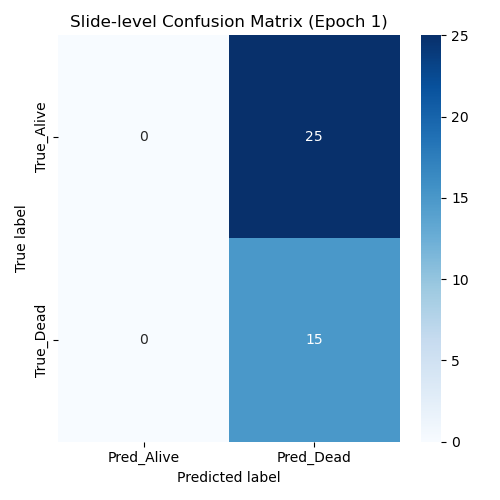 Slide-level Confusion Matrix (Epoch 1)
True_Alive
True_Dead
True label
0
25
0
15
Pred_Alive
Pred_Dead
Predicted label
25
20
15
10
5
0